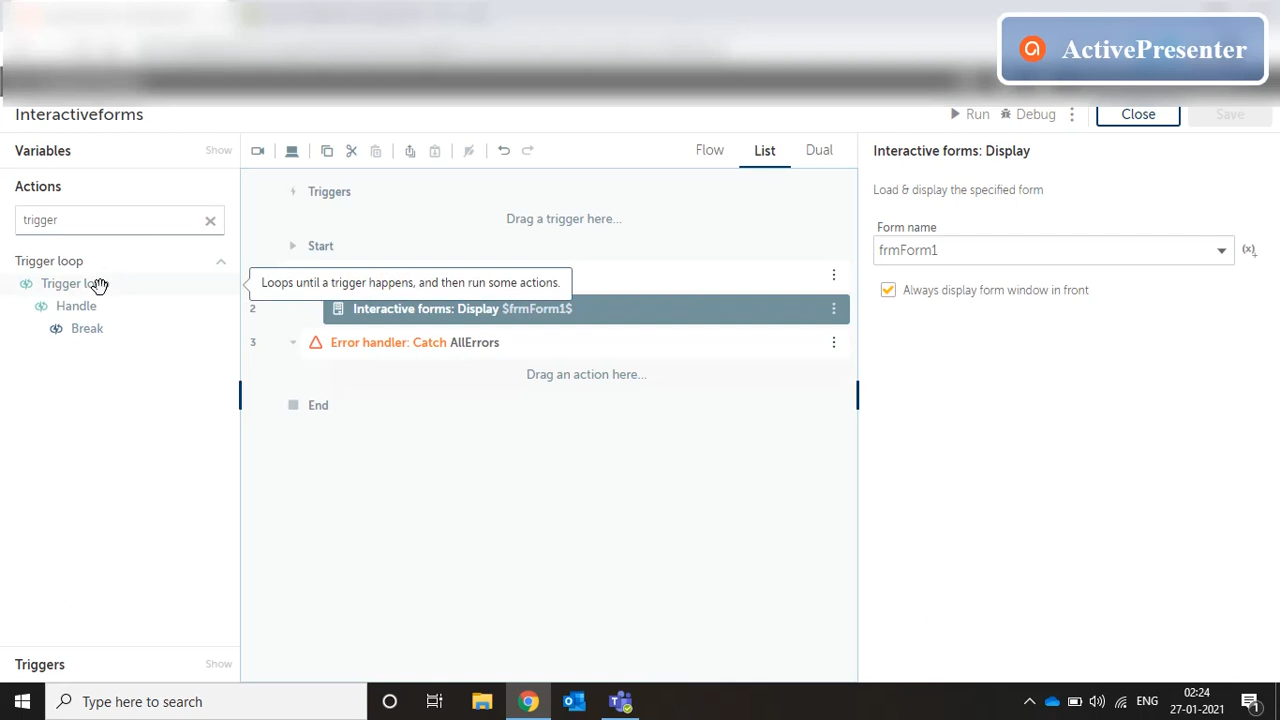 ActivePresenter
Interactiveforms
Run Debug Close Save
Variables Show
Flow List Dual
Interactive forms: Display
Actions
Triggers
Load & display the specified form
trigger
Drag a trigger here...
Form name
frmForm1 (x)
Start
Trigger loop
Trigger lo
Loops until a trigger happens, and then run some actions.
Always display form window in front
Handle
2 Interactive forms: Display $frmForm1$
Break
3 Error handler: Catch AllErrors
Drag an action here...
End
Triggers Show
Type here to search
ENG
02:24
27-01-2021
1